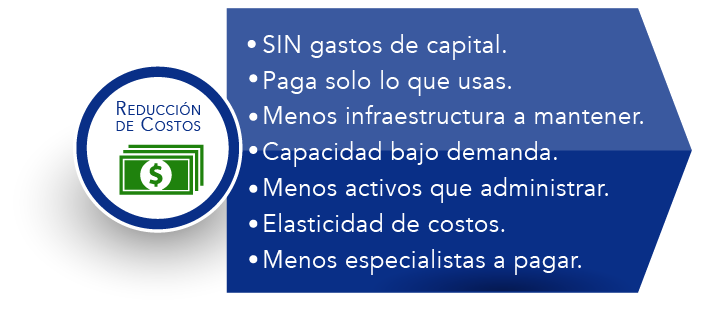 REDUCCIÓN
DE COSTOS
$
• SIN gastos de capital.
• Paga solo lo que usas.
• Menos infraestructura a mantener.
• Capacidad bajo demanda.
• Menos activos que administrar.
• Elasticidad de costos.
• Menos especialistas a pagar.